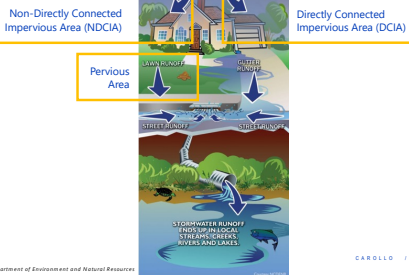 Non-Directly Connected
Impervious Area (NDCIA)
Directly Connected
Impervious Area (DCIA)
Pervious
Area
LAWN RUNOFF
GUTTER
RUNOFF
STREET RUNOFF
STREET RUNOFF
STORMWATER RUNOFF
ENDS UP IN LOCAL
STREAMS, CREEKS,
RIVERS AND LAKES.
CAROLLO /
artment of Environment and Natural Resources